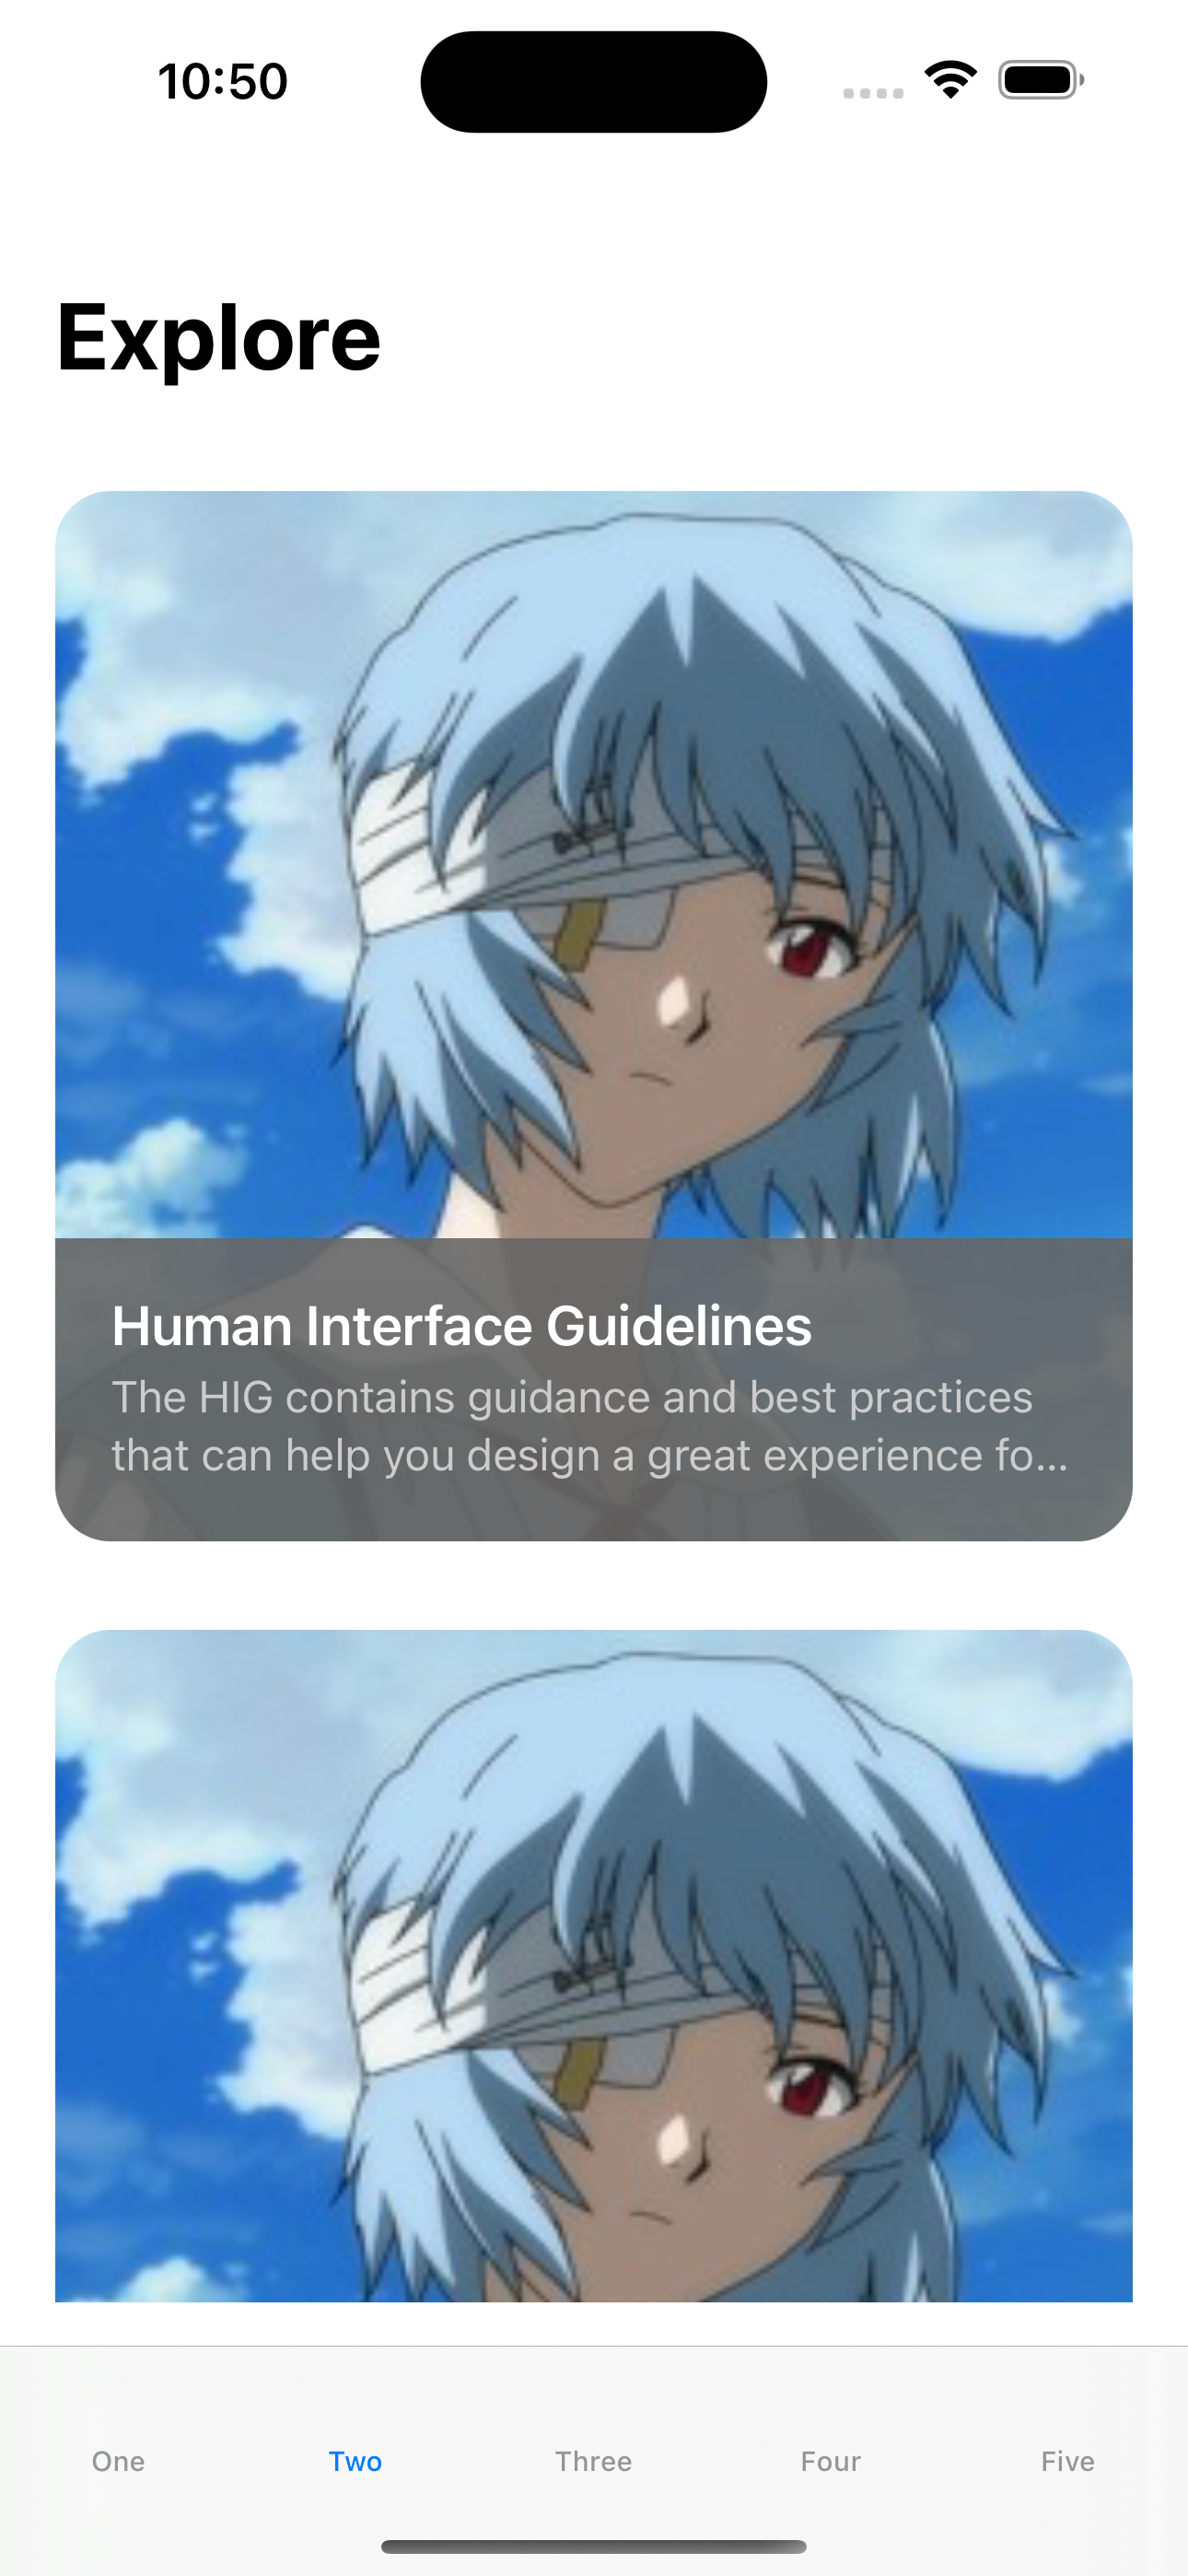 10:50
Explore
Human Interface Guidelines
The HIG contains guidance and best practices
that can help you design a great experience fo...
One
Two
Three
Four
Five